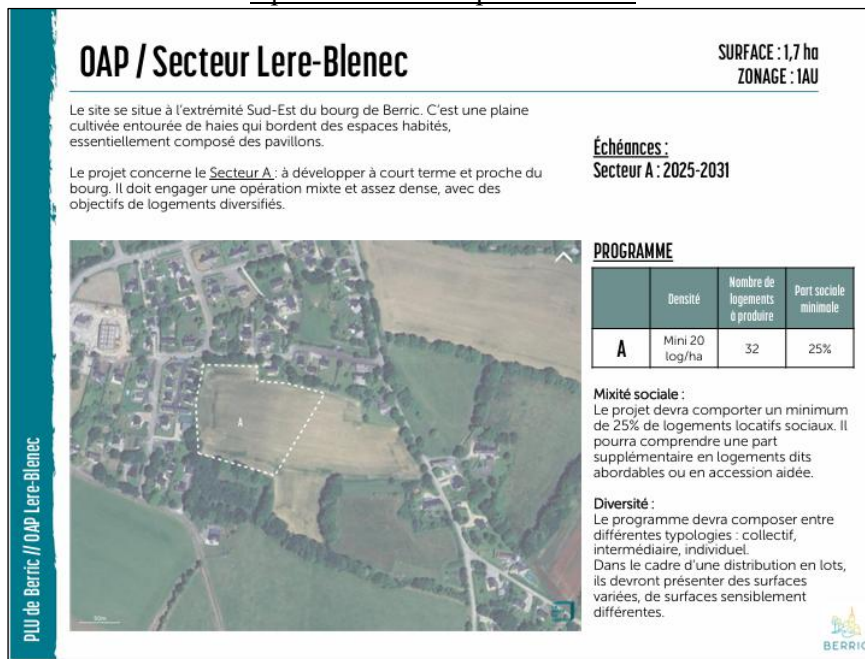 OAP / Secteur Lere-Blenec
SURFACE : 1,7 ha
ZONAGE : 1AU
Le site se situe à l'extrémité Sud-Est du bourg de Berric. C'est une plaine
cultivée entourée de haies qui bordent des espaces habités,
essentiellement composé des pavillons.
Le projet concerne le Secteur A : à développer à court terme et proche du
bourg. Il doit engager une opération mixte et assez dense, avec des
objectifs de logements diversifiés.
Échéances :
Secteur A : 2025-2031
A
50m
PROGRAMME
Densité
Nombre de
logements
à produire
Part sociale
minimale
A
Mini 20
log/ha
32
25%
Mixité sociale :
Le projet devra comporter un minimum
de 25% de logements locatifs sociaux. Il
pourra comprendre une part
supplémentaire en logements dits
abordables ou en accession aidée.
Diversité :
Le programme devra composer entre
différentes typologies : collectif,
intermédiaire, individuel.
Dans le cadre d'une distribution en lots,
ils devront présenter des surfaces
variées, de surfaces sensiblement
différentes.
PLU de Berric // OAP Lere-Blenec
BERRIC